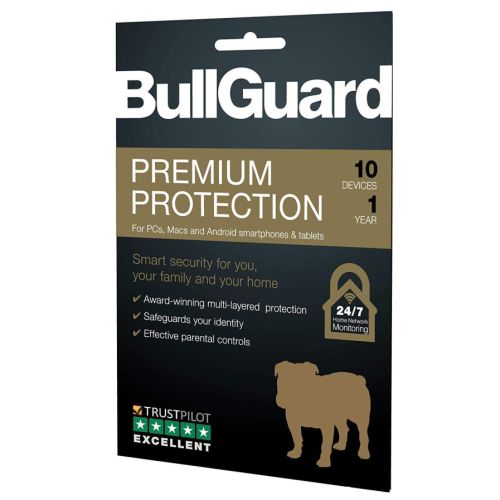 BullGuard
PREMIUM
PROTECTION
10
DEVICES
1
YEAR
For PCs, Macs and Android smartphones & tablets
Smart security for you,
your family and your home
✓ Award-winning multi-layered protection
✓ Safeguards your identity
✓ Effective parental controls
24/7
Home Network
Monitoring
TRUSTPILOT
EXCELLENT